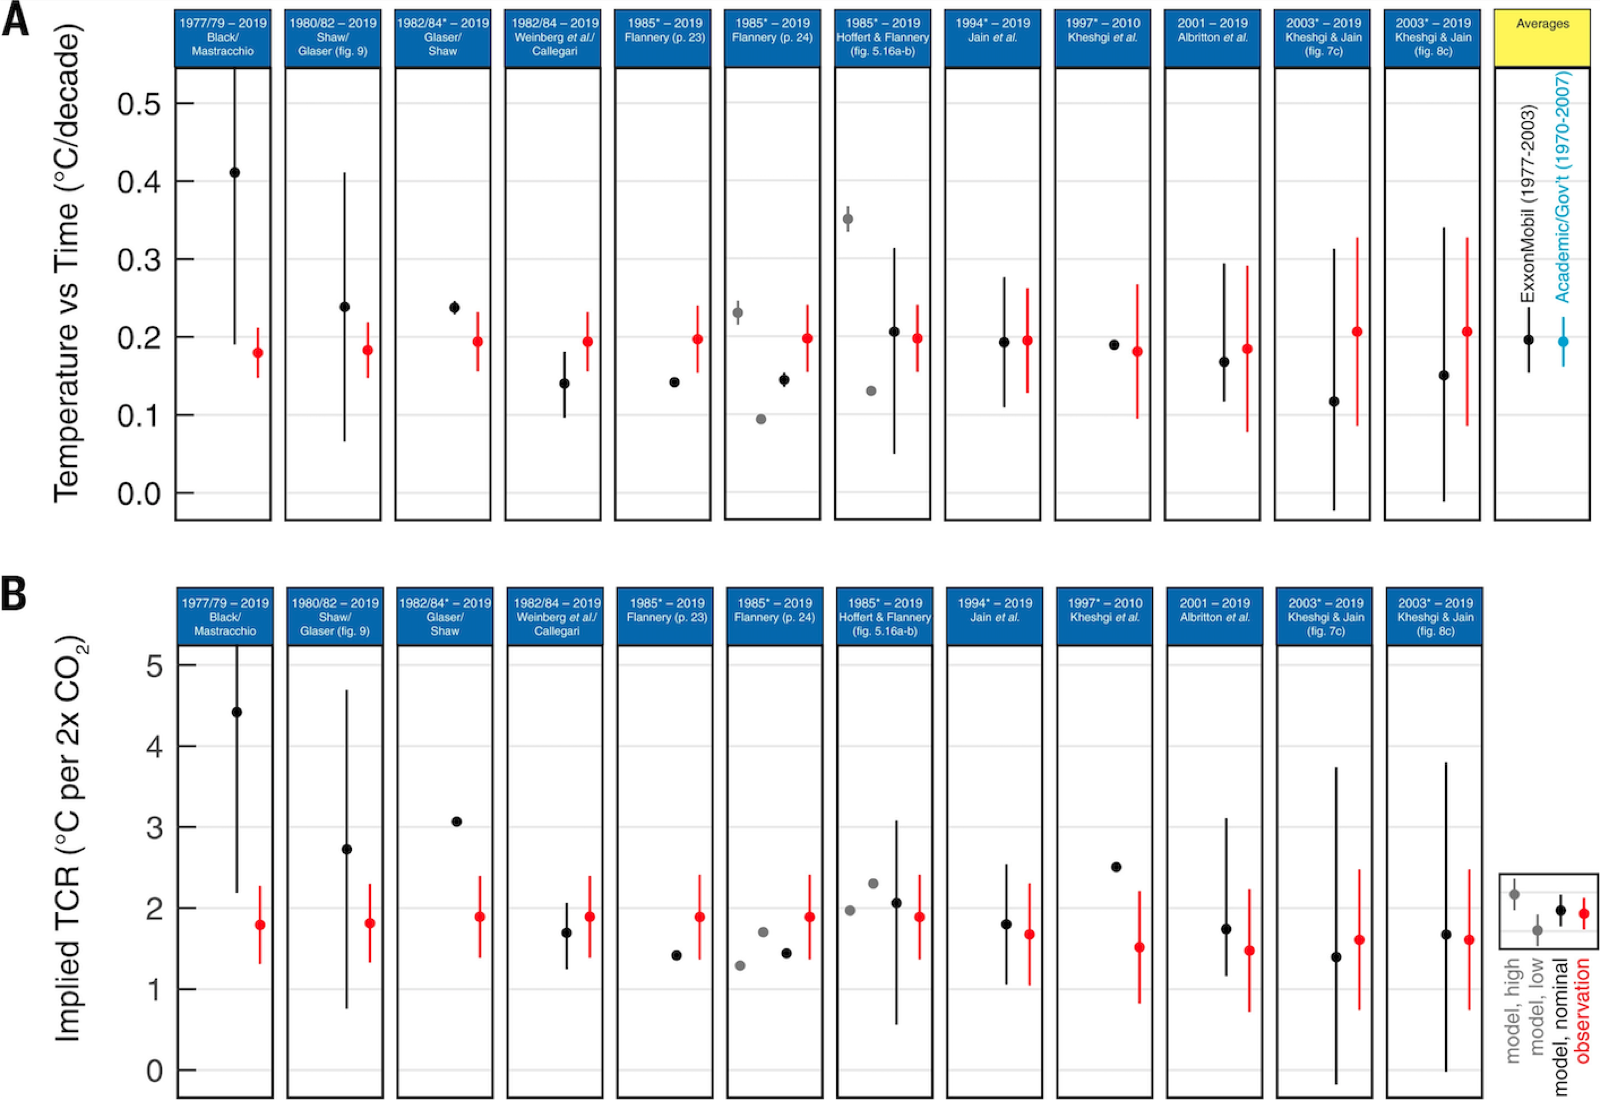 A
Temperature vs Time (°C/decade)
1977/79 – 2019
Black/
Mastracchio
1980/82 – 2019
Shaw/
Glaser (fig. 9)
1982/84* – 2019
Glaser/
Shaw
1982/84 – 2019
Weinberg et al./
Callegari
1985* – 2019
Flannery (p. 23)
1985* – 2019
Flannery (p. 24)
1985* – 2019
Hoffert & Flannery
(fig. 5.16a-b)
1994* – 2019
Jain et al.
1997* – 2010
Kheshgi et al.
2001 – 2019
Albritton et al.
2003* – 2019
Kheshgi & Jain
(fig. 7c)
2003* – 2019
Kheshgi & Jain
(fig. 8c)
Averages
0.5
0.4
0.3
0.2
0.1
0.0
ExxonMobil (1977-2003)
Academic/Gov't (1970-2007)
B
Implied TCR (°C per 2x CO₂)
1977/79 – 2019
Black/
Mastracchio
1980/82 – 2019
Shaw/
Glaser (fig. 9)
1982/84* – 2019
Glaser/
Shaw
1982/84 – 2019
Weinberg et al./
Callegari
1985* – 2019
Flannery (p. 23)
1985* – 2019
Flannery (p. 24)
1985* – 2019
Hoffert & Flannery
(fig. 5.16a-b)
1994* – 2019
Jain et al.
1997* – 2010
Kheshgi et al.
2001 – 2019
Albritton et al.
2003* – 2019
Kheshgi & Jain
(fig. 7c)
2003* – 2019
Kheshgi & Jain
(fig. 8c)
5
4
3
2
1
0
model, high
model, low
model, nominal
observation